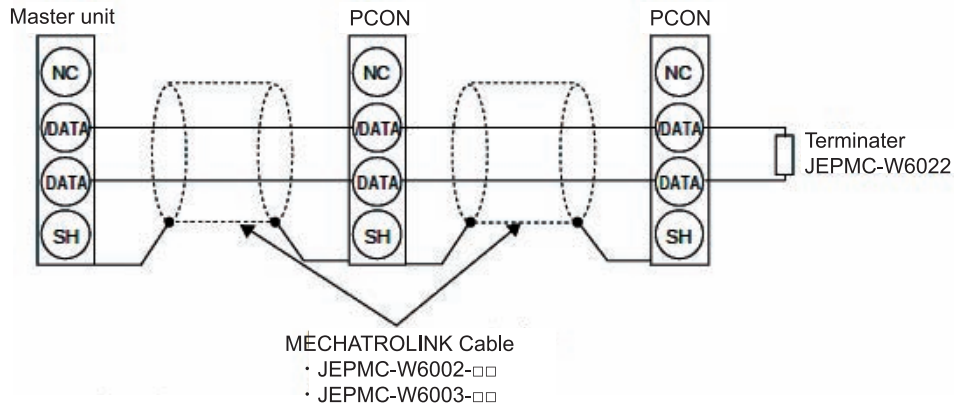 Master unit
PCON
PCON
NC
NC
NC
/DATA
/DATA
/DATA
DATA
DATA
DATA
SH
SH
SH
Terminater
JEPMC-W6022
MECHATROLINK Cable
・JEPMC-W6002-□□
・JEPMC-W6003-□□